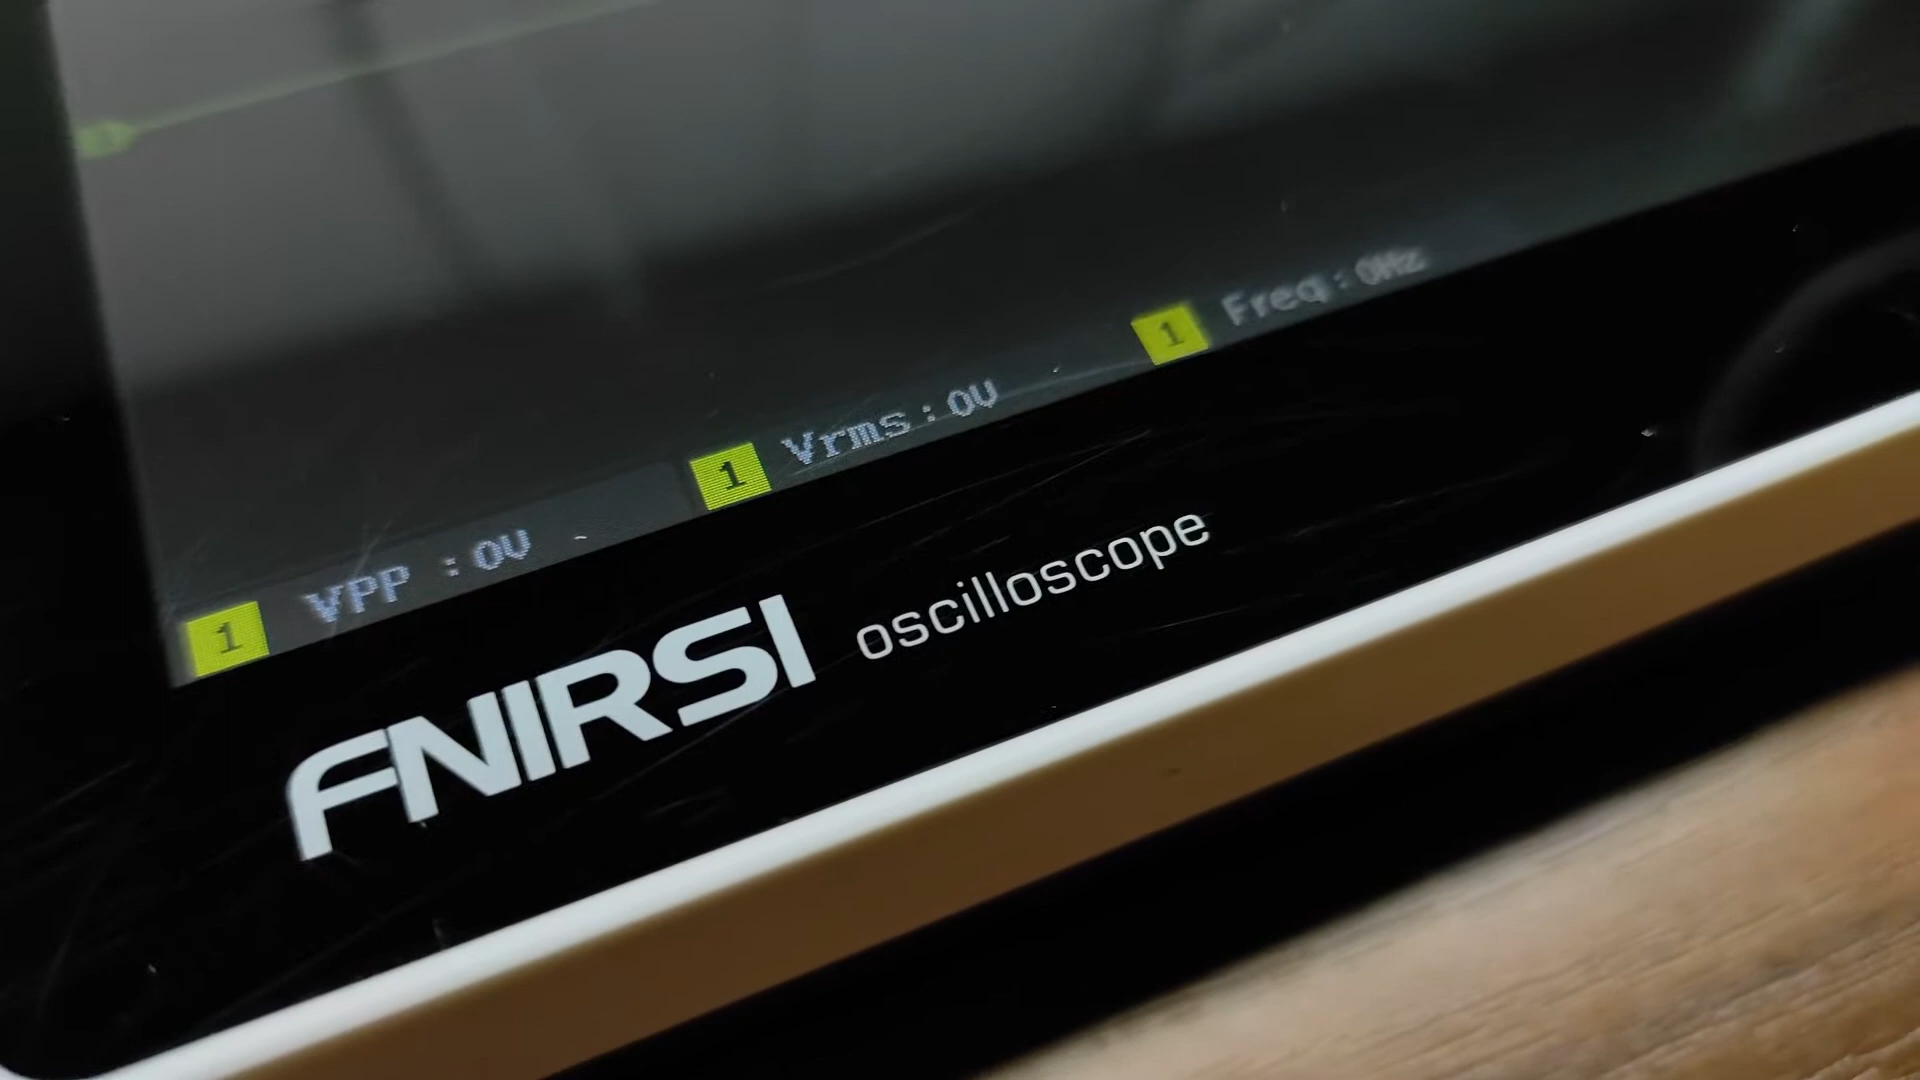 1 VPP :0V 1 Vrms:0V 1 Freq:0Hz
FNIRSI oscilloscope